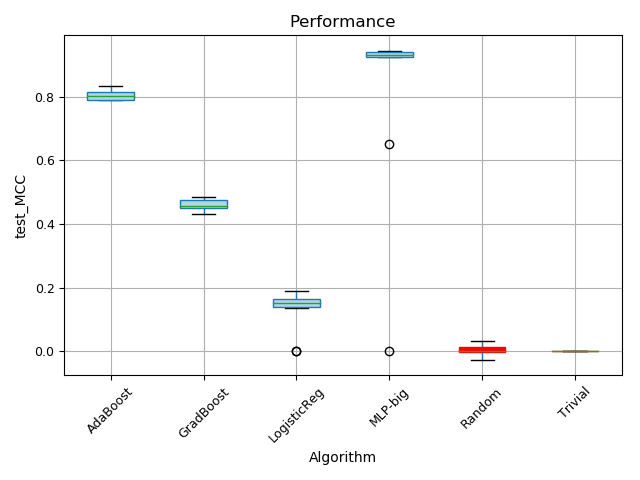 Performance
test_MCC
0.8
0.6
0.4
0.2
0.0
AdaBoost
GradBoost
LogisticReg
MLP-big
Random
Trivial
Algorithm